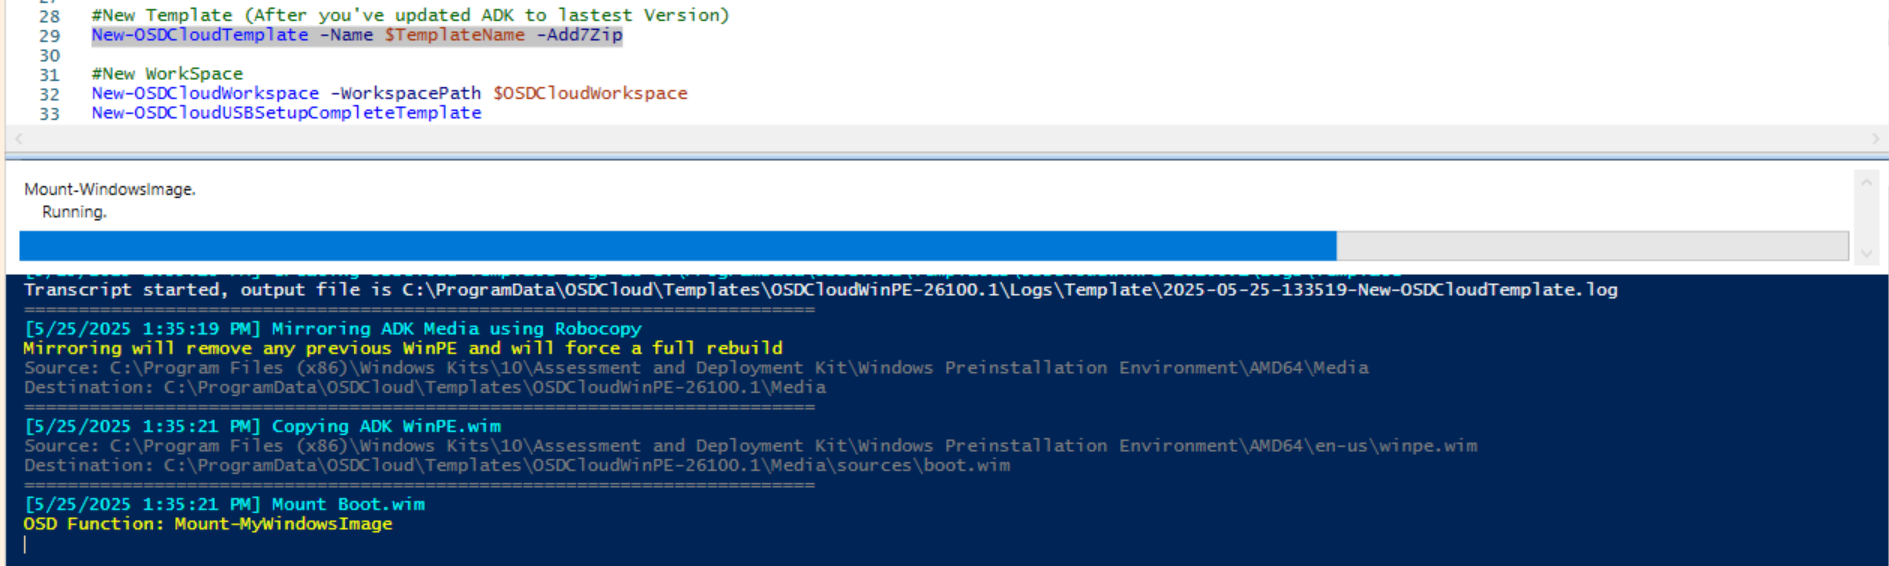 28 #New Template (After you've updated ADK to lastest Version)
29 New-OSDCloudTemplate -Name $TemplateName -Add7Zip
30
31 #New WorkSpace
32 New-OSDCloudWorkspace -WorkspacePath $OSDCloudWorkspace
33 New-OSDCloudUSBSetupCompleteTemplate
Mount-WindowsImage.
Running.
Transcript started, output file is C:\ProgramData\OSDCloud\Templates\OSDCloudWinPE-26100.1\Logs\Template\2025-05-25-133519-New-OSDCloudTemplate.log
=========================================================================
[5/25/2025 1:35:19 PM] Mirroring ADK Media using Robocopy
Mirroring will remove any previous WinPE and will force a full rebuild
Source: C:\Program Files (x86)\Windows Kits\10\Assessment and Deployment Kit\Windows Preinstallation Environment\AMD64\Media
Destination: C:\ProgramData\OSDCloud\Templates\OSDCloudWinPE-26100.1\Media
=========================================================================
[5/25/2025 1:35:21 PM] Copying ADK WinPE.wim
Source: C:\Program Files (x86)\Windows Kits\10\Assessment and Deployment Kit\Windows Preinstallation Environment\AMD64\en-us\winpe.wim
Destination: C:\ProgramData\OSDCloud\Templates\OSDCloudWinPE-26100.1\Media\sources\boot.wim
=========================================================================
[5/25/2025 1:35:21 PM] Mount Boot.wim
OSD Function: Mount-MyWindowsImage